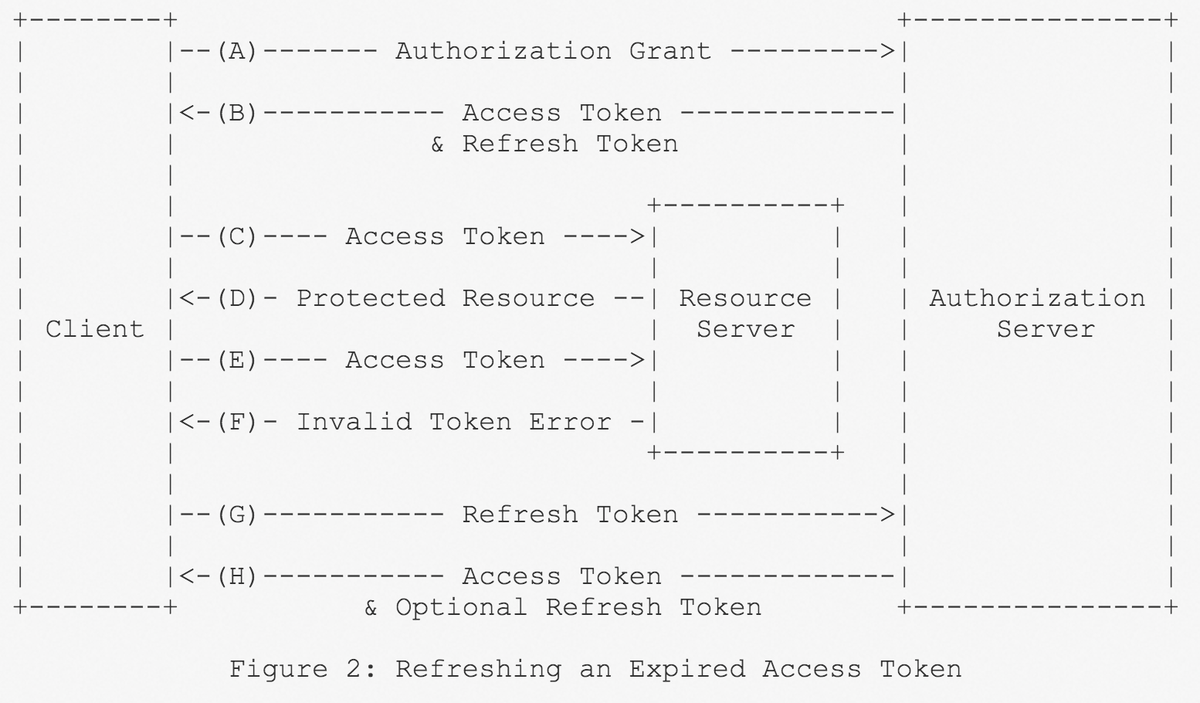 +--------+                                           +---------------+
|        |--(A)------- Authorization Grant --------->|               |
|        |                                           |               |
|        |<-(B)----------- Access Token -------------|               |
|        |               & Refresh Token             |               |
|        |                                           |               |
|        |                            +----------+   |               |
|        |--(C)---- Access Token ---->|          |   |               |
|        |                            |          |   |               |
|        |<-(D)- Protected Resource --| Resource |   | Authorization |
| Client |                            |  Server  |   |     Server    |
|        |--(E)---- Access Token ---->|          |   |               |
|        |                            |          |   |               |
|        |<-(F)- Invalid Token Error -|          |   |               |
|        |                            +----------+   |               |
|        |                                           |               |
|        |--(G)----------- Refresh Token ----------->|               |
|        |                                           |               |
|        |<-(H)----------- Access Token -------------|               |
+--------+           & Optional Refresh Token        +---------------+
Figure 2: Refreshing an Expired Access Token